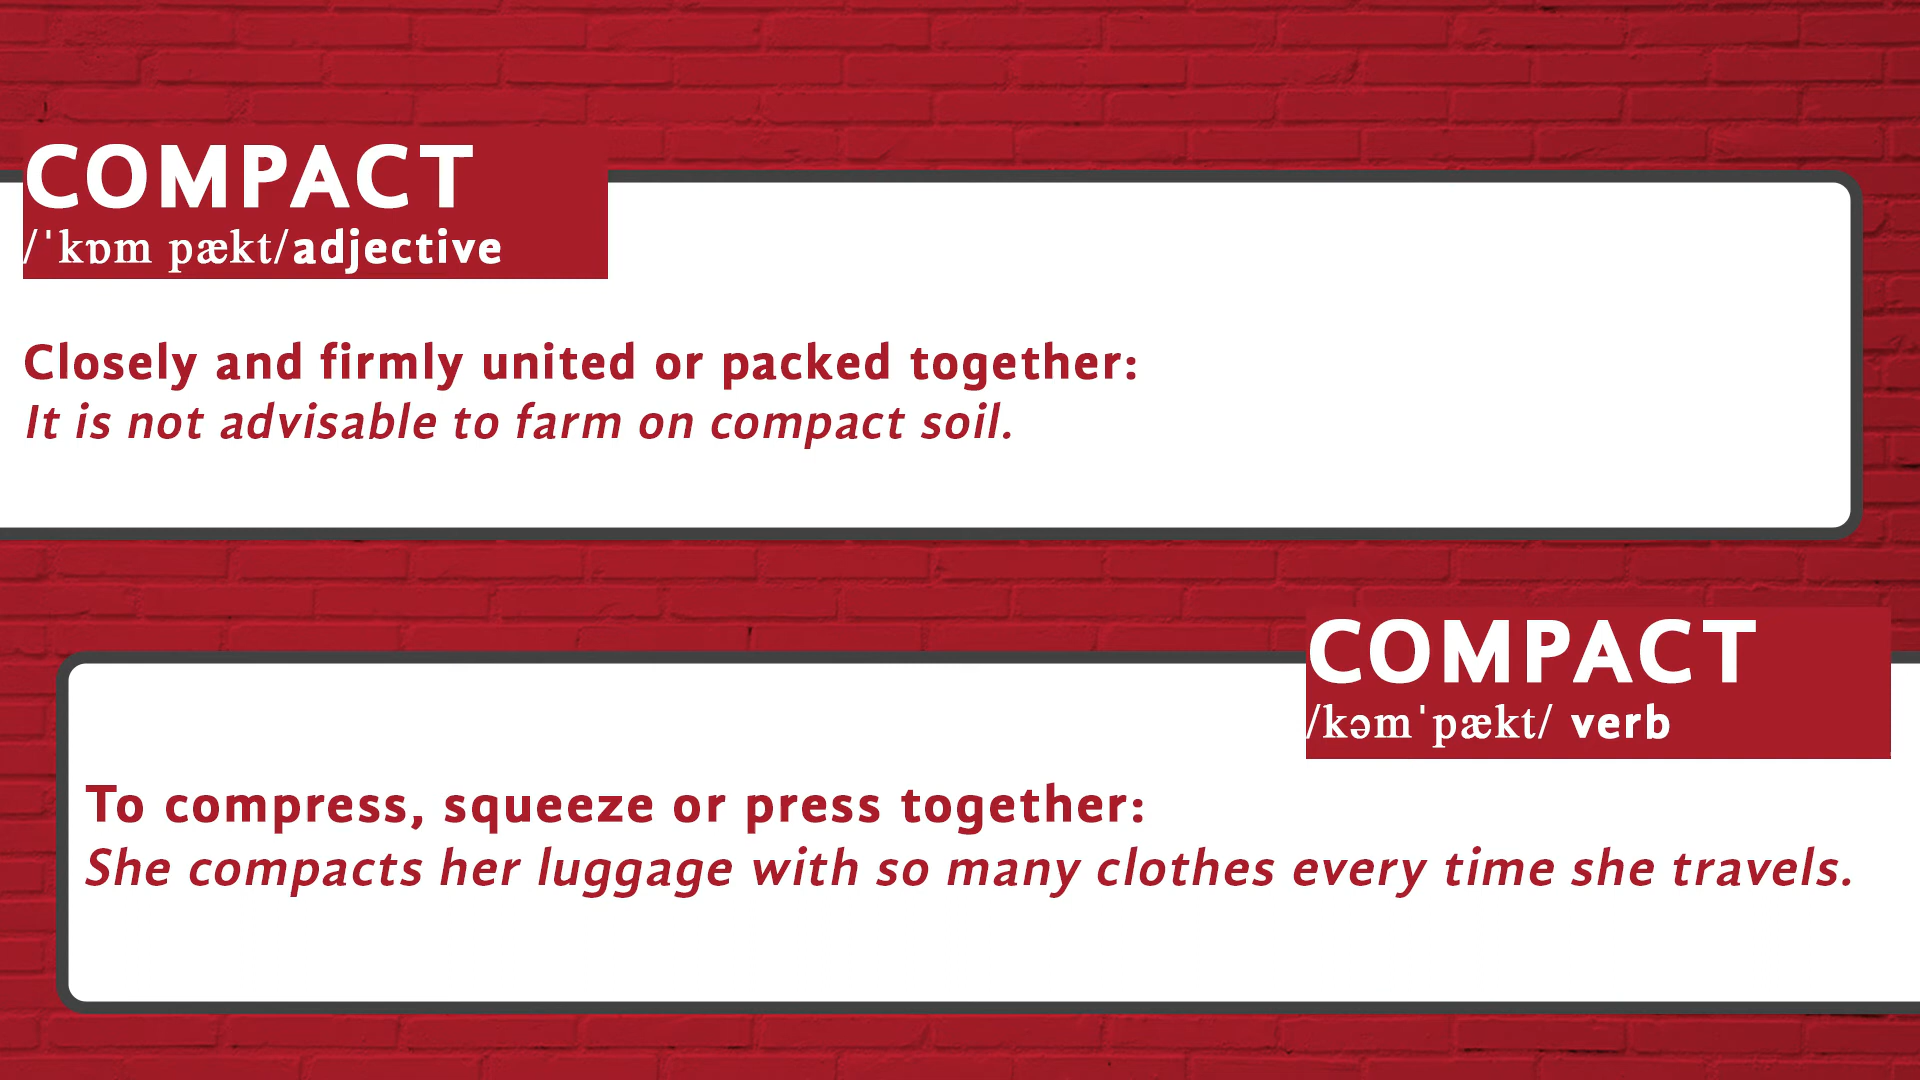 COMPACT
/ˈkɒm pækt/adjective
Closely and firmly united or packed together:
It is not advisable to farm on compact soil.
COMPACT
/kəmˈpækt/ verb
To compress, squeeze or press together:
She compacts her luggage with so many clothes every time she travels.